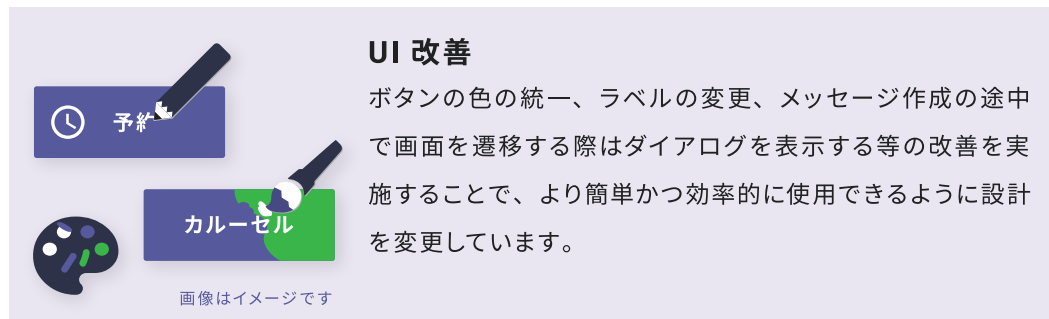 UI 改善
ボタンの色の統一、ラベルの変更、メッセージ作成の途中
で画面を遷移する際はダイアログを表示する等の改善を実
施することで、より簡単かつ効率的に使用できるように設計
を変更しています。
予約
カルーセル
画像はイメージです